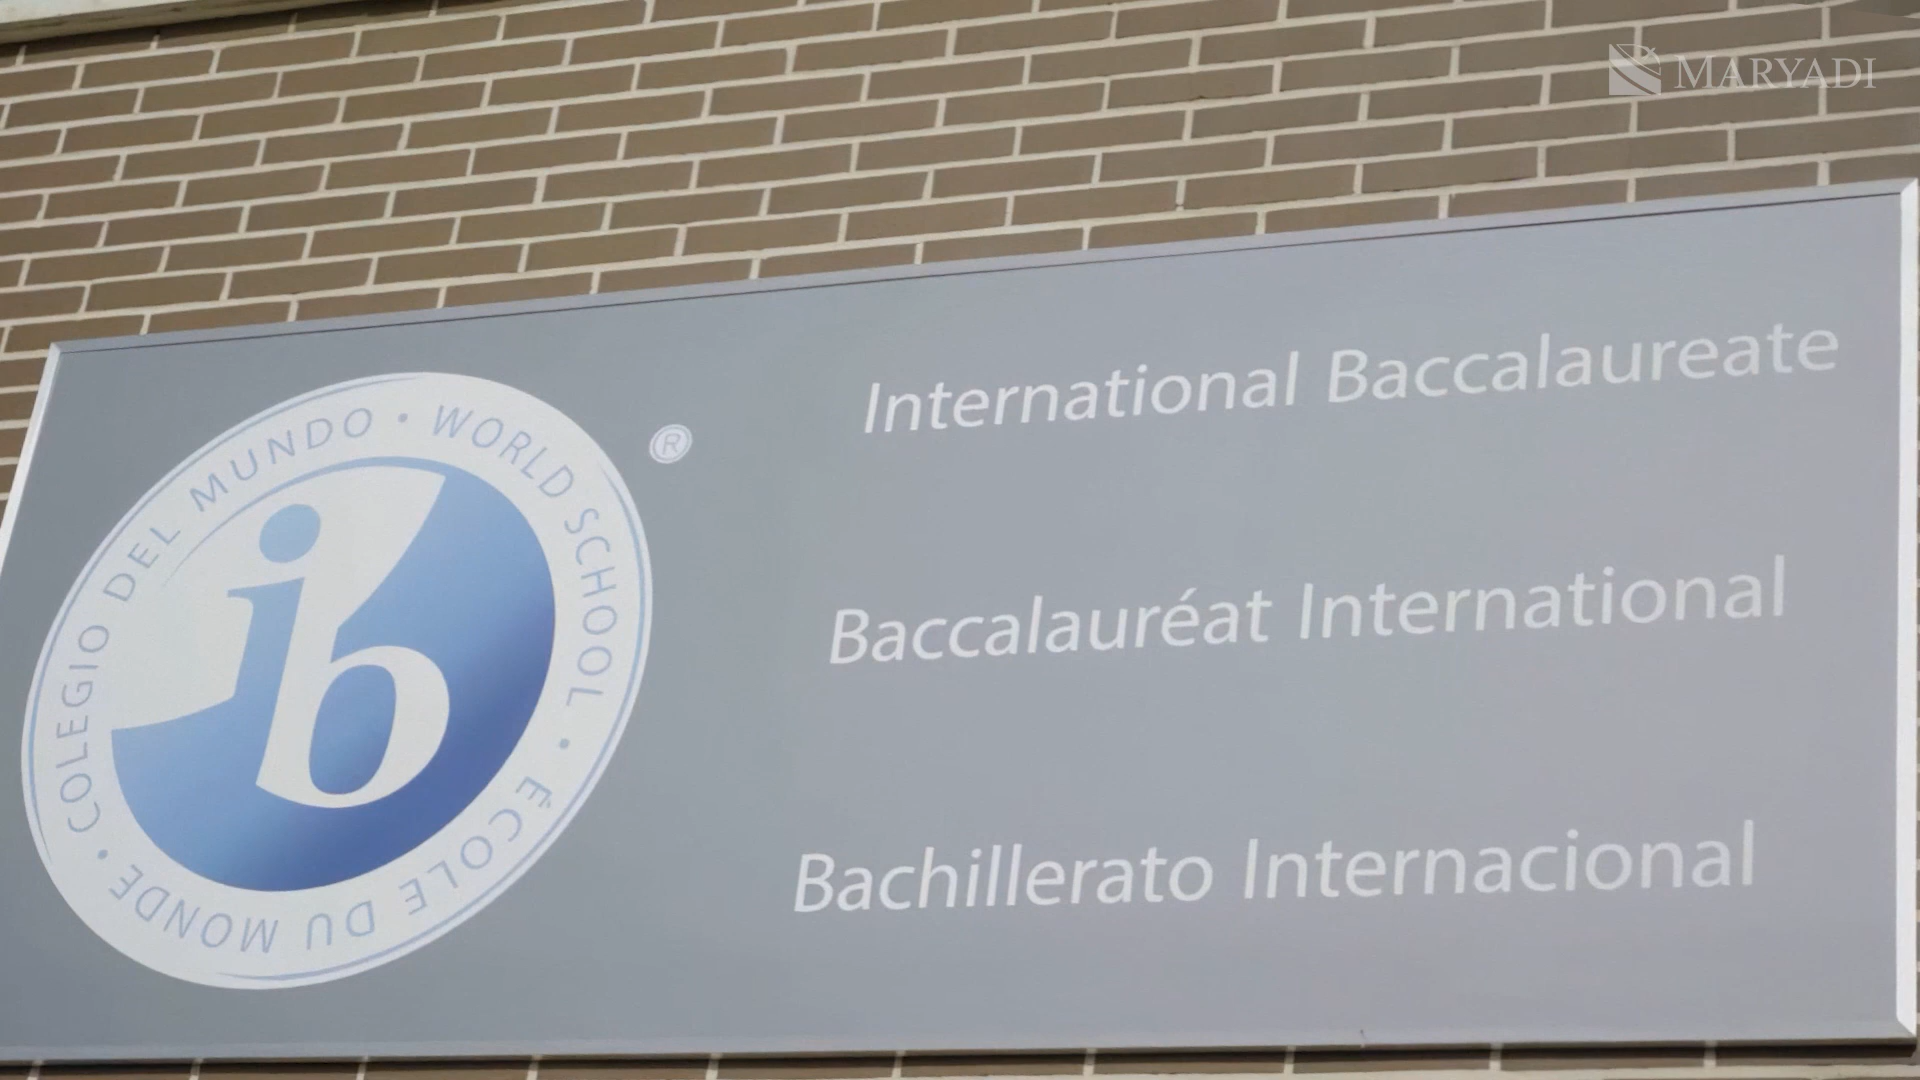 MARYADI
International Baccalaureate
Baccalauréat International
Bachillerato Internacional
ib
®
COLEGIO DEL MUNDO • WORLD SCHOOL • ÉCOLE DU MONDE •